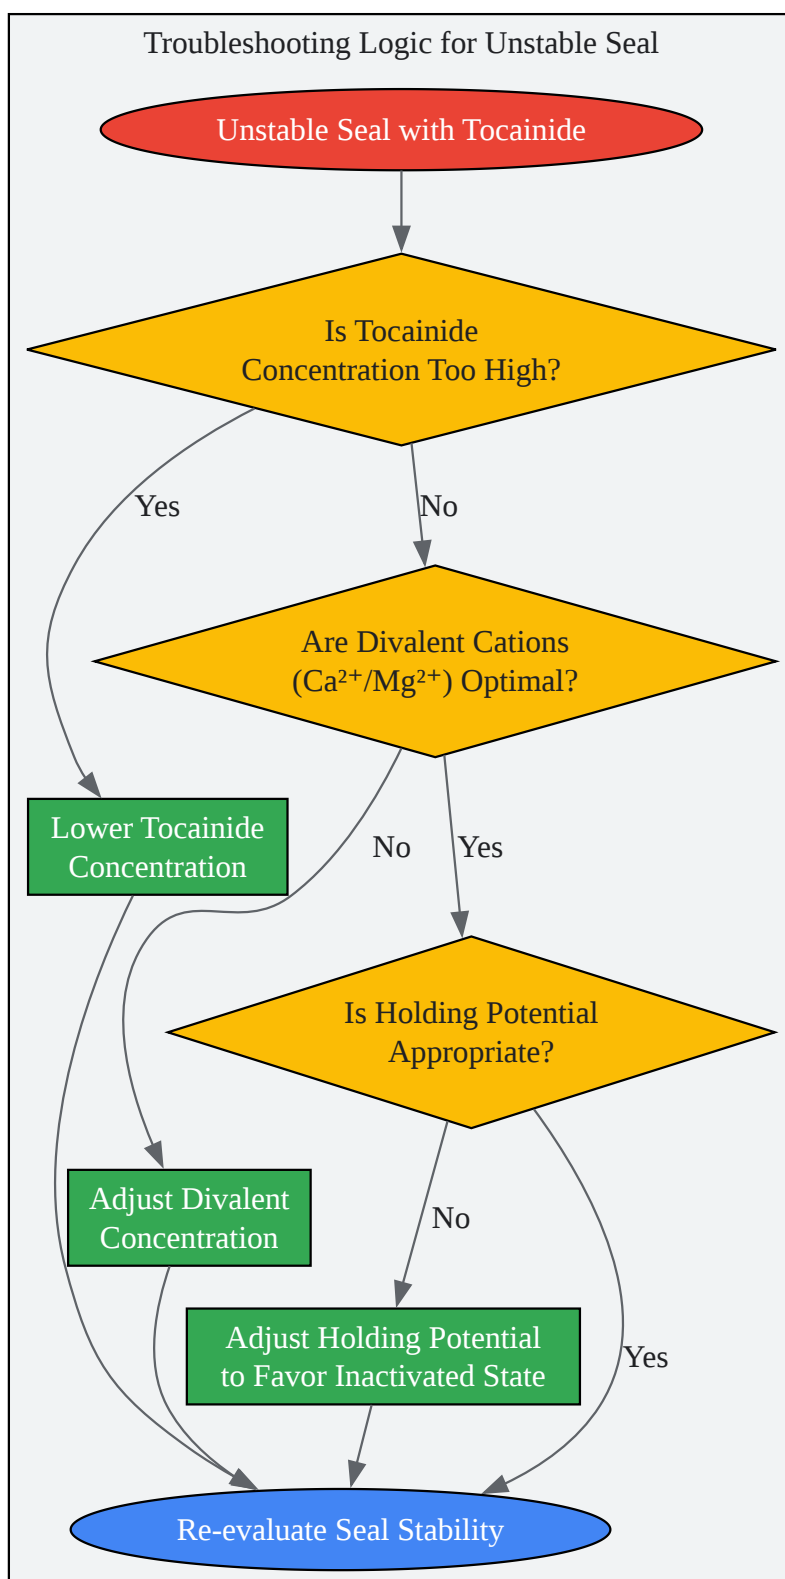 Troubleshooting Logic for Unstable Seal
Unstable Seal with Tocainide
Is Tocainide
Concentration Too High?
Yes
No
Are Divalent Cations
(Ca²⁺/Mg²⁺) Optimal?
Lower Tocainide
Concentration
No
Yes
Is Holding Potential
Appropriate?
Adjust Divalent
Concentration
No
Adjust Holding Potential
to Favor Inactivated State
Yes
Re-evaluate Seal Stability